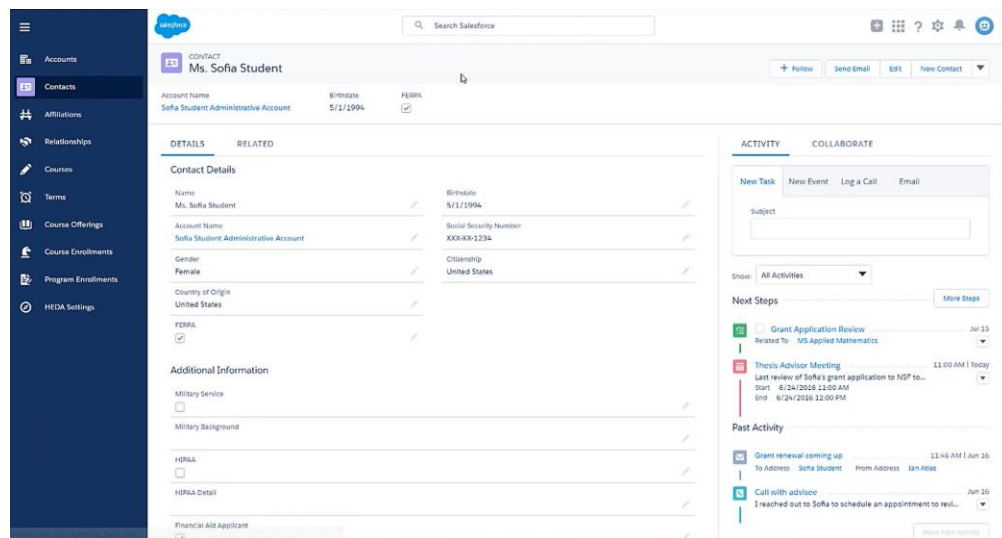 salesforce
Search Salesforce
?
Accounts
Contacts
Affiliations
Relationships
Courses
Terms
Course Offerings
Course Enrollments
Program Enrollments
HEDA Settings
CONTACT
Ms. Sofia Student
+ Follow Send Email Edit New Contact
Account Name Birthdate FERPA
Sofia Student Administrative Account 5/1/1994
DETAILS RELATED
Contact Details
Name Birthdate
Ms. Sofia Student 5/1/1994
Account Name Social Security Number
Sofia Student Administrative Account XXX-XX-1234
Gender Citizenship
Female United States
Country of Origin
United States
FERPA
Additional Information
Military Service
Military Background
HIPAA
HIPAA Detail
Financial Aid Applicant
ACTIVITY COLLABORATE
New Task New Event Log a Call Email
Subject
Show: All Activities
Next Steps More Steps
Grant Application Review Jul 15
Related To MS Applied Mathematics
Thesis Advisor Meeting 11:00 AM | Today
Last review of Sofia's grant application to NSF to...
Start 6/24/2016 11:00 AM
End 6/24/2016 12:00 PM
Past Activity
Grant renewal coming up 11:46 AM | Jun 16
To Address Sofia Student From Address Ian Atlas
Call with advisee Jun 16
I reached out to Sofia to schedule an appointment to revi...
More Past Activity